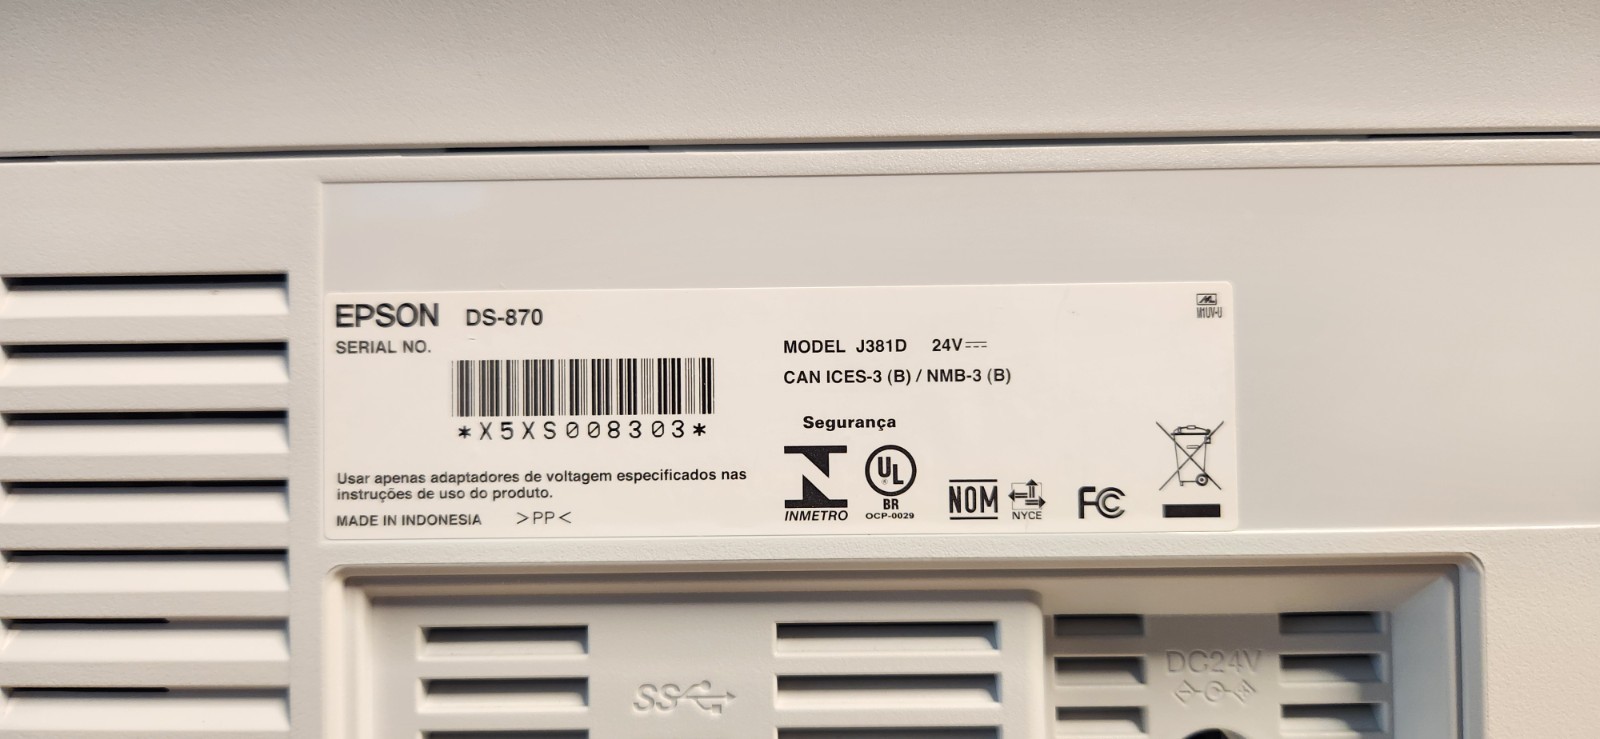 EPSON DS-870
SERIAL NO.
*X5XS008303*
Usar apenas adaptadores de voltagem especificados nas
instruções de uso do produto.
MADE IN INDONESIA >PP<
MODEL J381D 24V
CAN ICES-3 (B) / NMB-3 (B)
Segurança
INMETRO
UL
BR
OCP-0029
NOM
NYCE
FC
M1UV-U
SS
DC24V